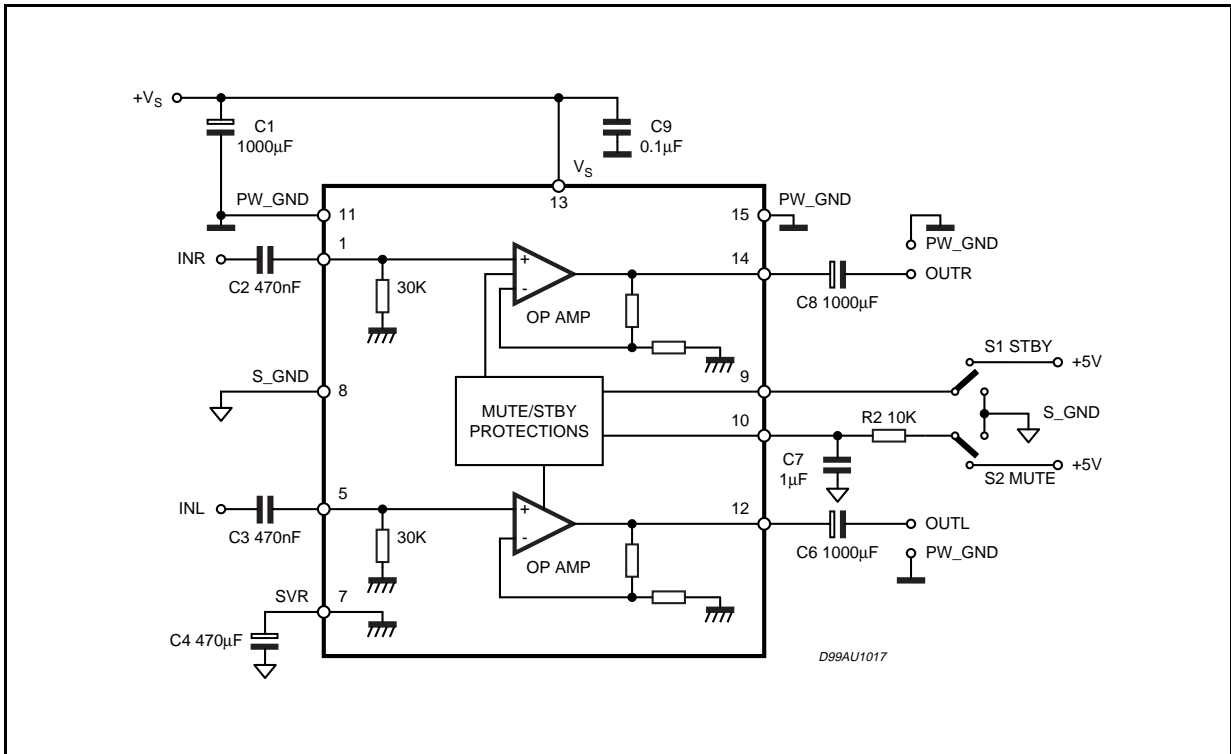 +VS
C1
1000µF
C9
0.1µF
VS
13
PW_GND
11
15
PW_GND
PW_GND
INR
1
C2 470nF
30K
+
-
OP AMP
14
C8 1000µF
OUTR
S1 STBY
+5V
S_GND
8
MUTE/STBY
PROTECTIONS
9
S_GND
10
R2 10K
C7
1µF
+5V
S2 MUTE
INL
5
C3 470nF
30K
+
-
OP AMP
12
C6 1000µF
OUTL
PW_GND
SVR
7
C4 470µF
D99AU1017